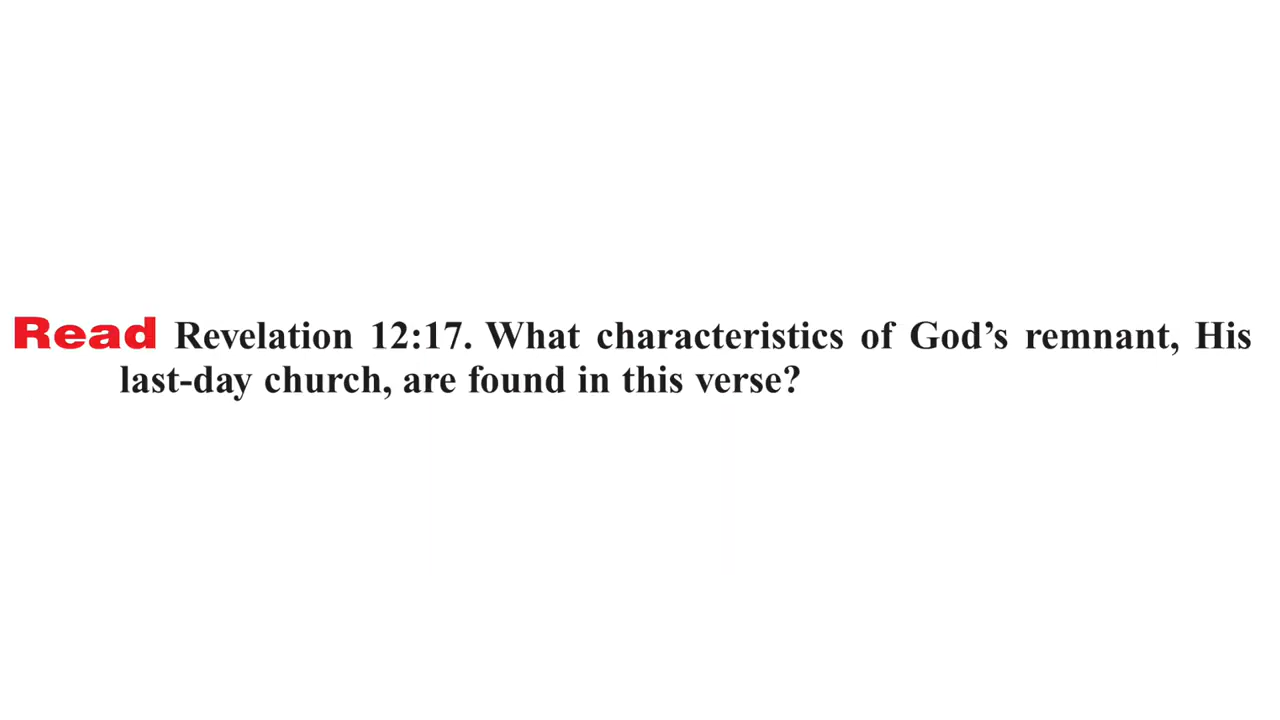 Read Revelation 12:17. What characteristics of God’s remnant, His
last-day church, are found in this verse?